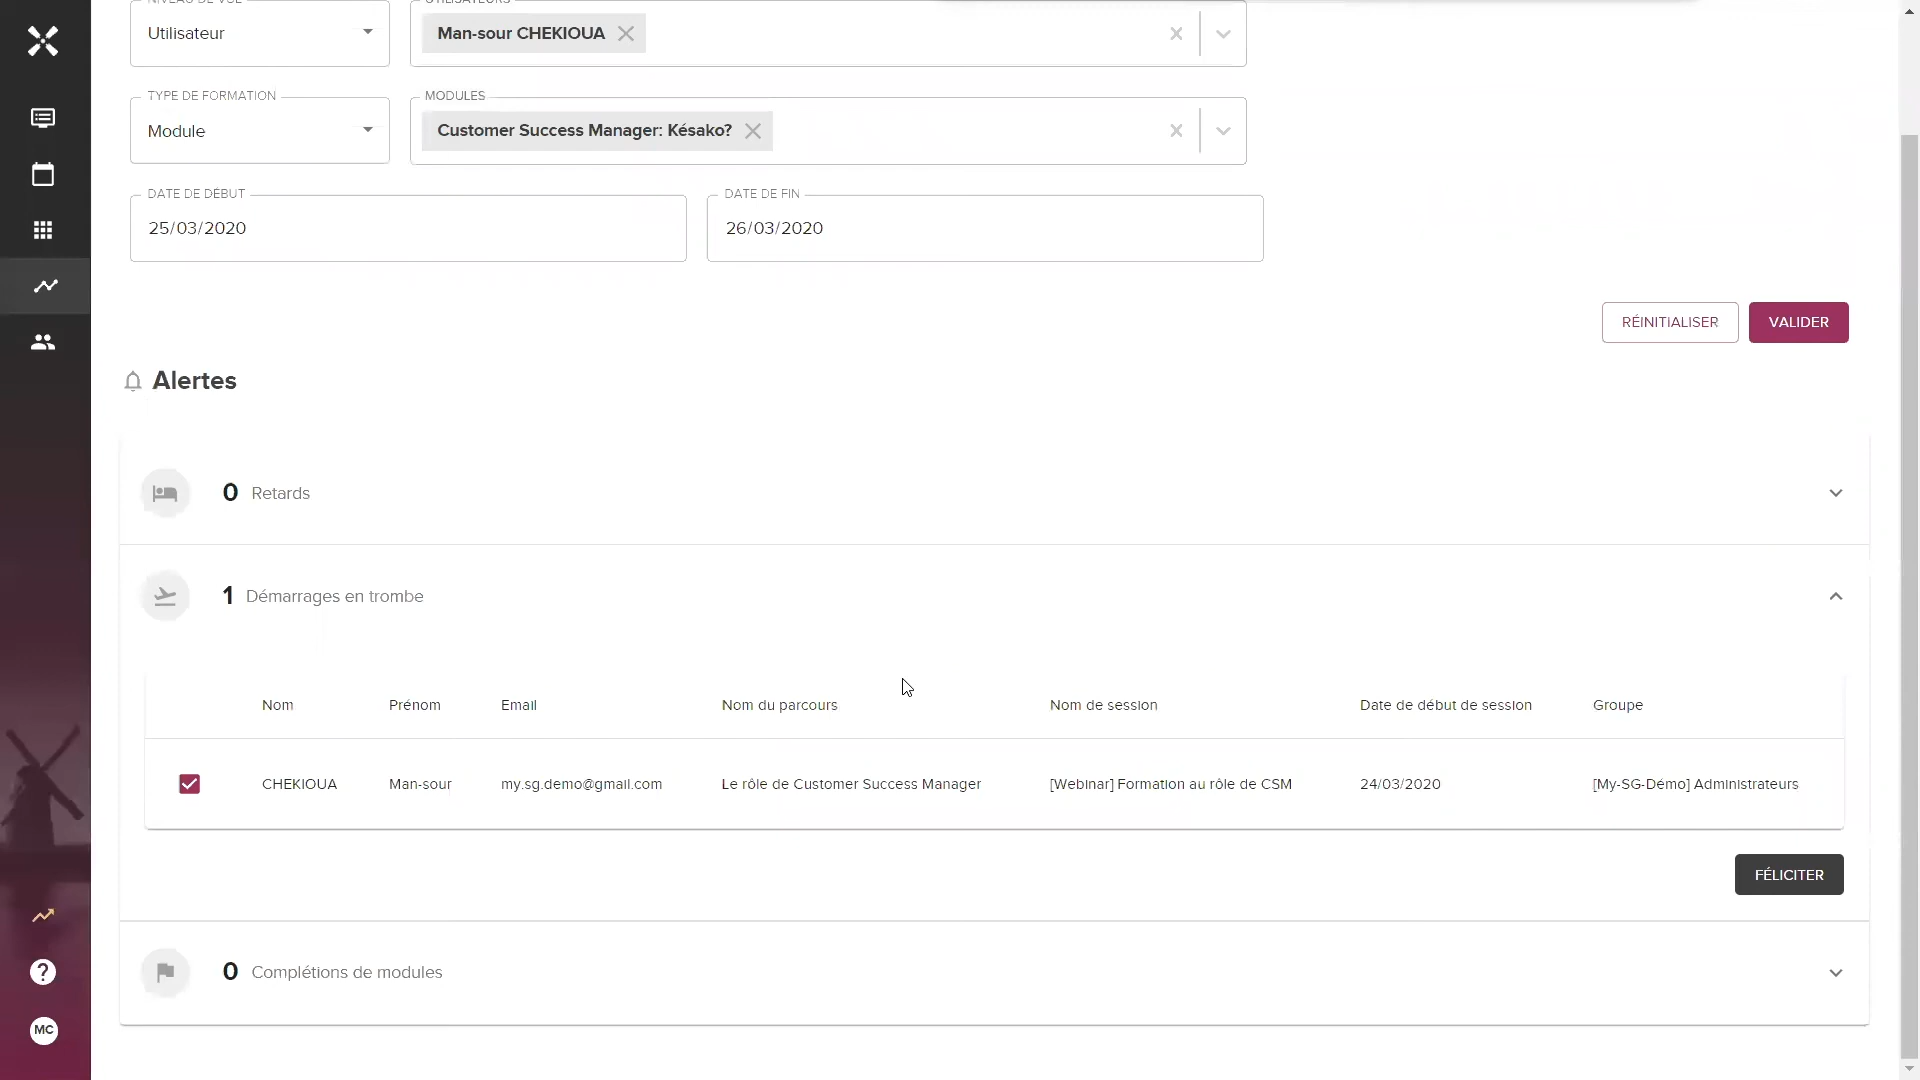 NIVEAU DE VUE
UTILISATEURS
Utilisateur
Man-sour CHEKIOUA
TYPE DE FORMATION
MODULES
Module
Customer Success Manager: Késako?
DATE DE DÉBUT
DATE DE FIN
25/03/2020
26/03/2020
RÉINITIALISER
VALIDER
Alertes
0 Retards
1 Démarrages en trombe
Nom Prénom Email Nom du parcours Nom de session Date de début de session Groupe
CHEKIOUA Man-sour my.sg.demo@gmail.com Le rôle de Customer Success Manager [Webinar] Formation au rôle de CSM 24/03/2020 [My-SG-Démo] Administrateurs
FÉLICITER
0 Complétions de modules
MC